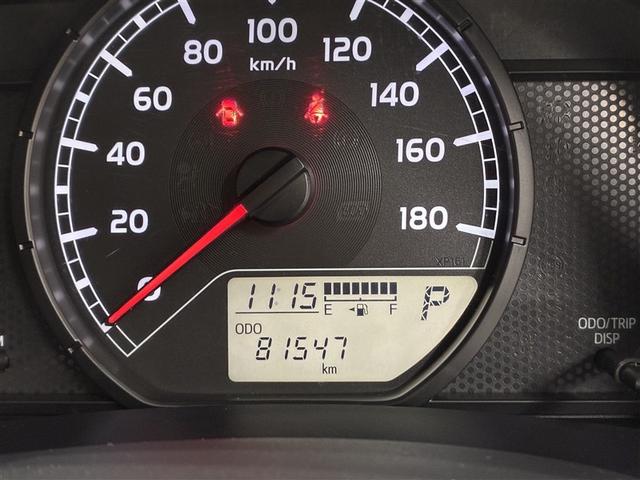 100
80 120
km/h
60 140
40 160
20 180
0
XP161
11:15 E F P
ODO
81547
km
ODO/TRIP
DISP
M